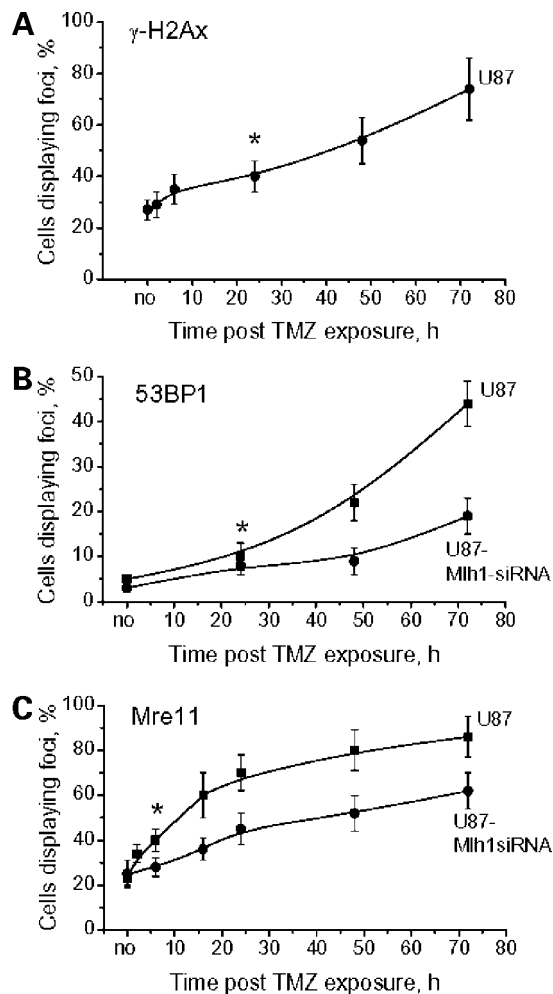 A
γ-H2Ax
Cells displaying foci, %
100
80
60
40
20
0
U87
*
no 10 20 30 40 50 60 70 80
Time post TMZ exposure, h
B
53BP1
Cells displaying foci, %
50
40
30
20
10
0
U87
*
U87-
Mlh1-siRNA
no 10 20 30 40 50 60 70 80
Time post TMZ exposure, h
C
Mre11
Cells displaying foci, %
100
80
60
40
20
0
U87
*
U87-
Mlh1siRNA
no 10 20 30 40 50 60 70 80
Time post TMZ exposure, h